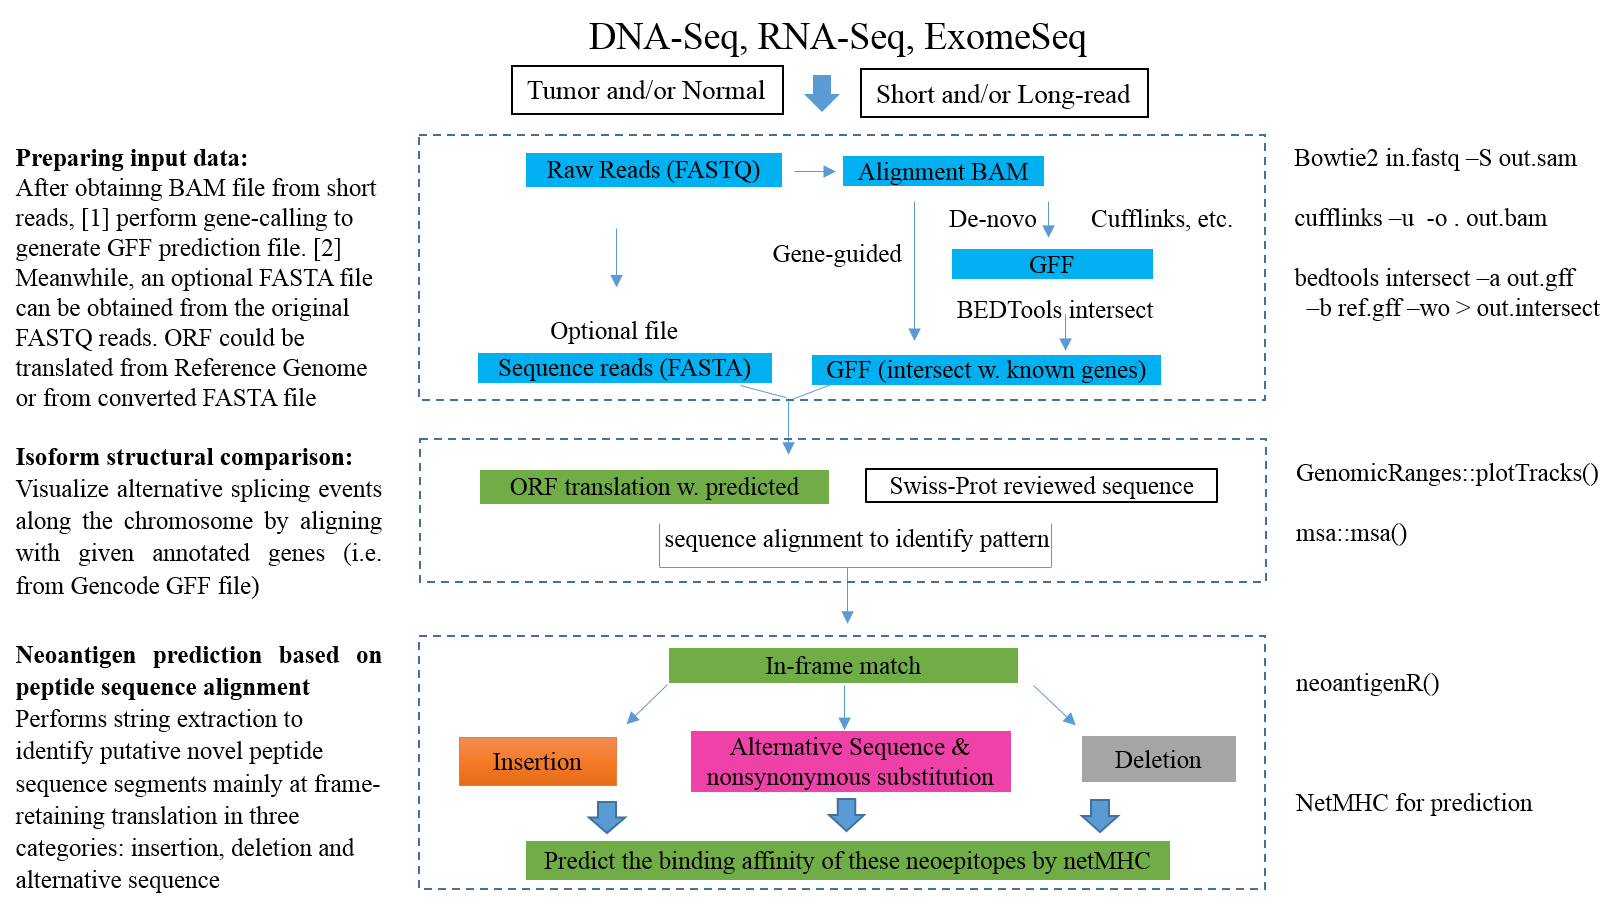 DNA-Seq, RNA-Seq, ExomeSeq
Tumor and/or Normal
Short and/or Long-read
Preparing input data:
After obtainng BAM file from short
reads, [1] perform gene-calling to
generate GFF prediction file. [2]
Meanwhile, an optional FASTA file
can be obtained from the original
FASTQ reads. ORF could be
translated from Reference Genome
or from converted FASTA file
Raw Reads (FASTQ)
Alignment BAM
De-novo
Cufflinks, etc.
Gene-guided
GFF
BEDTools intersect
Optional file
Sequence reads (FASTA)
GFF (intersect w. known genes)
Bowtie2 in.fastq –S out.sam
cufflinks –u  -o . out.bam
bedtools intersect –a out.gff
–b ref.gff –wo > out.intersect
Isoform structural comparison:
Visualize alternative splicing events
along the chromosome by aligning
with given annotated genes (i.e.
from Gencode GFF file)
ORF translation w. predicted
Swiss-Prot reviewed sequence
sequence alignment to identify pattern
GenomicRanges::plotTracks()
msa::msa()
Neoantigen prediction based on
peptide sequence alignment
Performs string extraction to
identify putative novel peptide
sequence segments mainly at frame-
retaining translation in three
categories: insertion, deletion and
alternative sequence
In-frame match
Insertion
Alternative Sequence &
nonsynonymous substitution
Deletion
Predict the binding affinity of these neoepitopes by netMHC
neoantigenR()
NetMHC for prediction